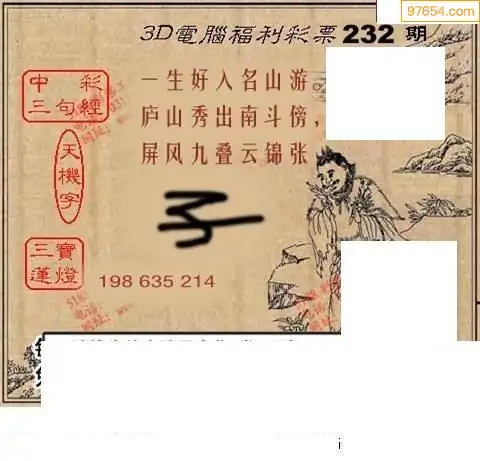 97654.com
3D電腦福利彩票232期
中彩
三句經
一生好入名山游。
庐山秀出南斗傍，
屏风九叠云锦张
天機字
三寶
蓮燈
198 635 214
i